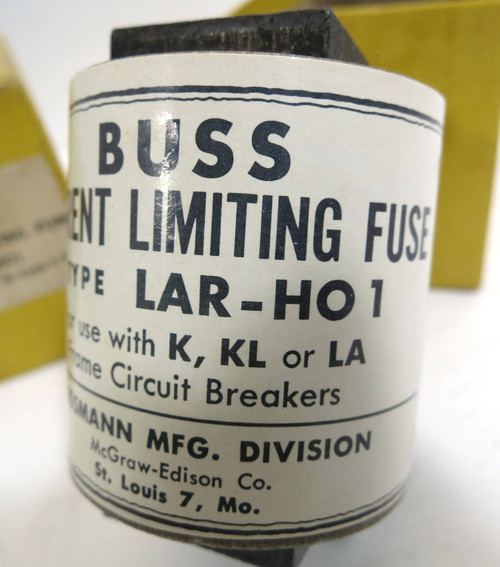 BUSS
ENT LIMITING FUSE
TYPE LAR-HO1
or use with K, KL or LA
rame Circuit Breakers
SMANN MFG. DIVISION
McGraw-Edison Co.
St. Louis 7, Mo.